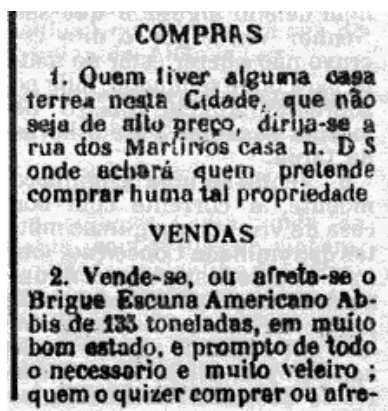 COMPRAS
1. Quem tiver alguma casa
terrea nesta Cidade, que não
seja de alto preço, dirija-se a
rua dos Martirios casa n. D S
onde achará quem pretende
comprar huma tal propriedade
VENDAS
2. Vende-se, ou afreta-se o
Brigue Escuna Americano Ab-
bis de 133 toneladas, em muito
bom estado, e prompto de todo
o necessario e muito veleiro ;
quem o quizer comprar ou afre-